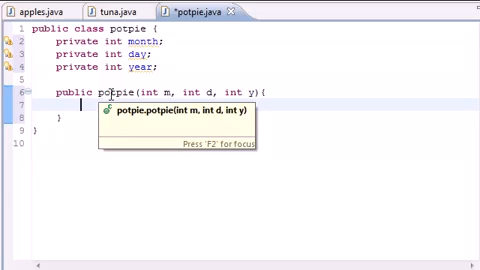 apples.java tuna.java *potpie.java
1 public class potpie {
2 private int month;
3 private int day;
4 private int year;
5
6 public potpie(int m, int d, int y){
7
8 }
9 }
10
potpie.potpie(int m, int d, int y)
Press 'F2' for focus